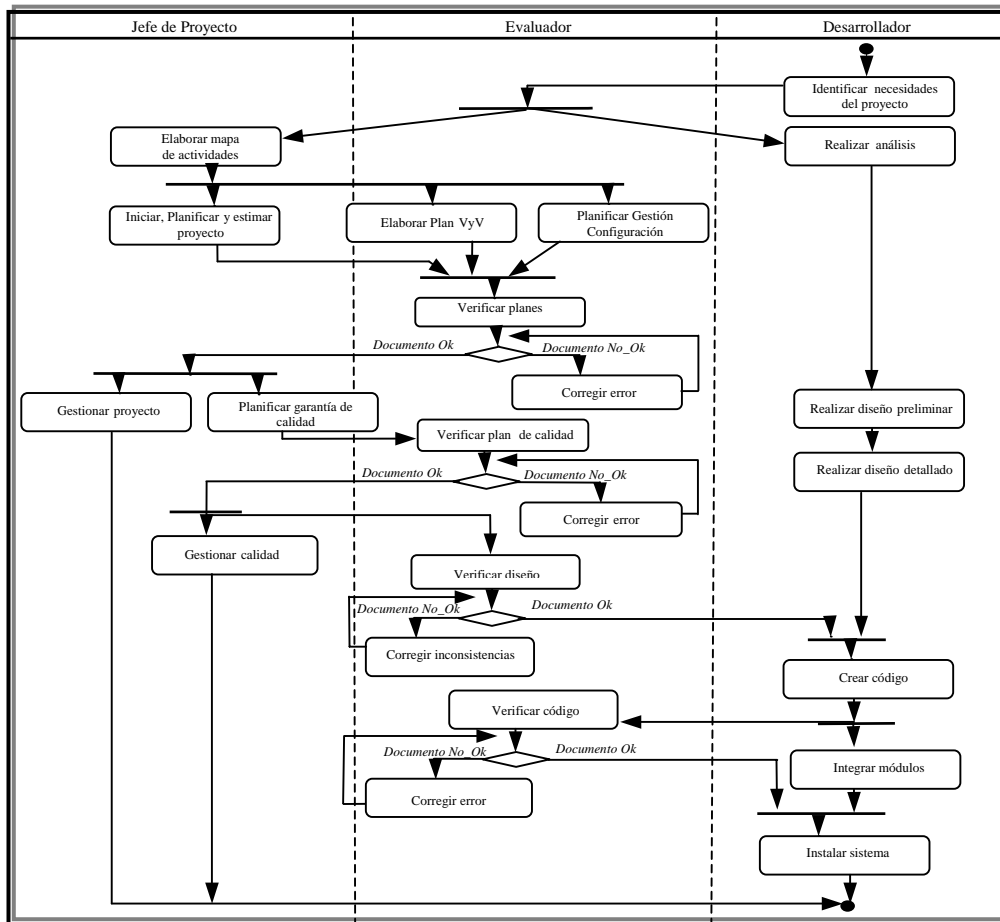 Jefe de Proyecto
Evaluador
Desarrollador
Identificar necesidades
del proyecto
Elaborar mapa
de actividades
Realizar análisis
Iniciar, Planificar y estimar
proyecto
Elaborar Plan VyV
Planificar Gestión
Configuración
Verificar planes
Documento Ok
Documento No_Ok
Corregir error
Gestionar proyecto
Planificar garantía de
calidad
Realizar diseño preliminar
Verificar plan de calidad
Documento Ok
Documento No_Ok
Realizar diseño detallado
Corregir error
Gestionar calidad
Verificar diseño
Documento No_Ok
Documento Ok
Corregir inconsistencias
Crear código
Verificar código
Documento No_Ok
Documento Ok
Integrar módulos
Corregir error
Instalar sistema